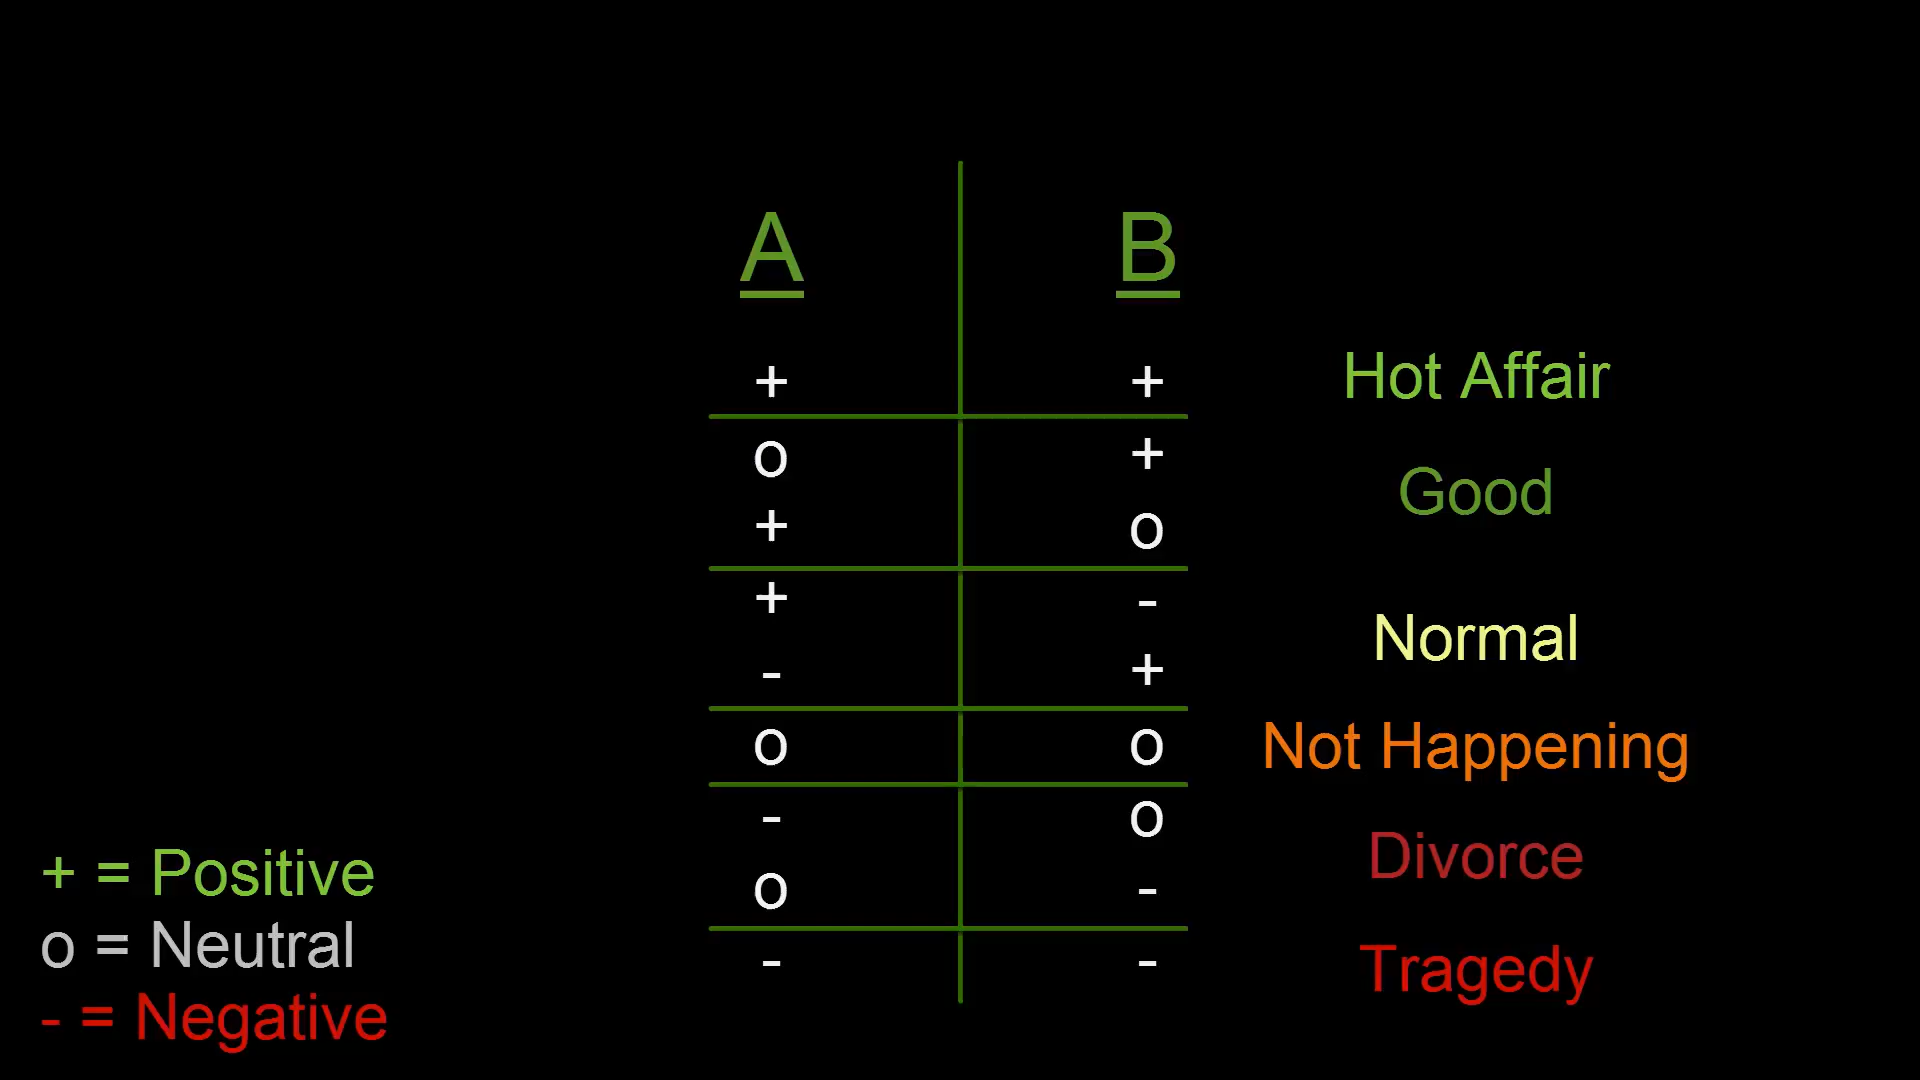 A B
+ + Hot Affair
o +
Good
+ o
+ -
Normal
- +
o o Not Happening
- o
Divorce
o -
- - Tragedy
+ = Positive
o = Neutral
- = Negative